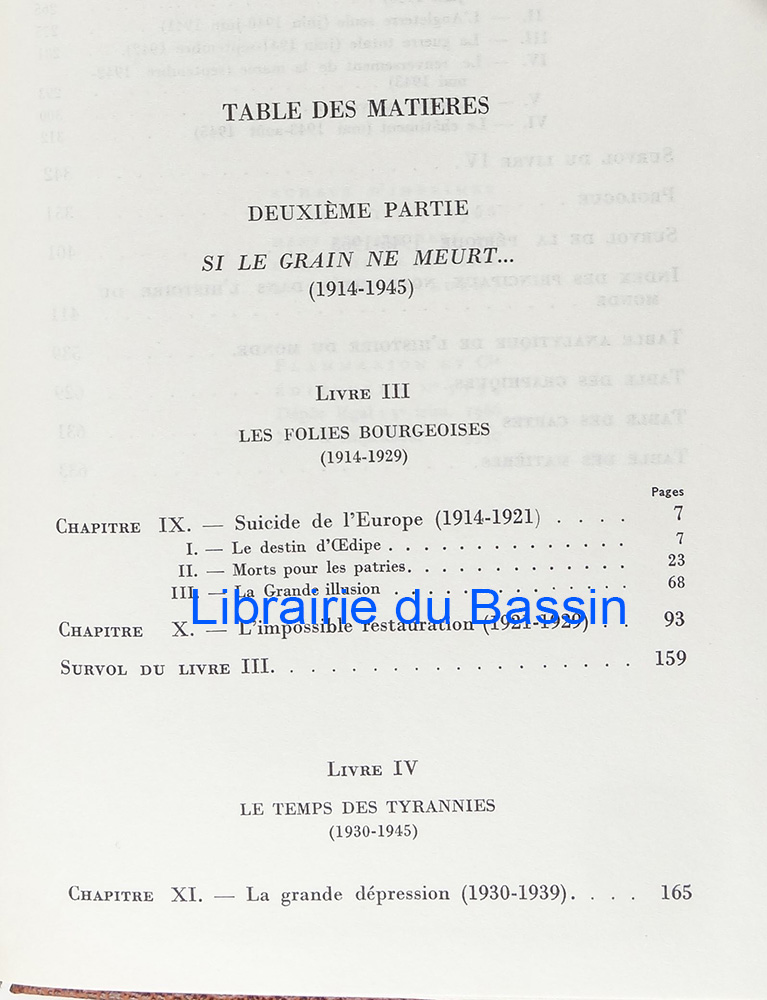 TABLE DES MATIERES
DEUXIÈME PARTIE
SI LE GRAIN NE MEURT...
(1914-1945)
LIVRE III
LES FOLIES BOURGEOISES
(1914-1929)
Pages
CHAPITRE IX. — Suicide de l'Europe (1914-1921) . . . . 7
I. — Le destin d'Œdipe . . . . . . . . . . . . . . 7
II. — Morts pour les patries. . . . . . . . . . . . . 23
III. — La Grande illusion . . . . . . . . . . . . . . 68
Librairie du Bassin
CHAPITRE X. — L'impossible restauration (1921-1929) . . 93
SURVOL DU LIVRE III. . . . . . . . . . . . . . . . . . 159
LIVRE IV
LE TEMPS DES TYRANNIES
(1930-1945)
CHAPITRE XI. — La grande dépression (1930-1939). . . . 165